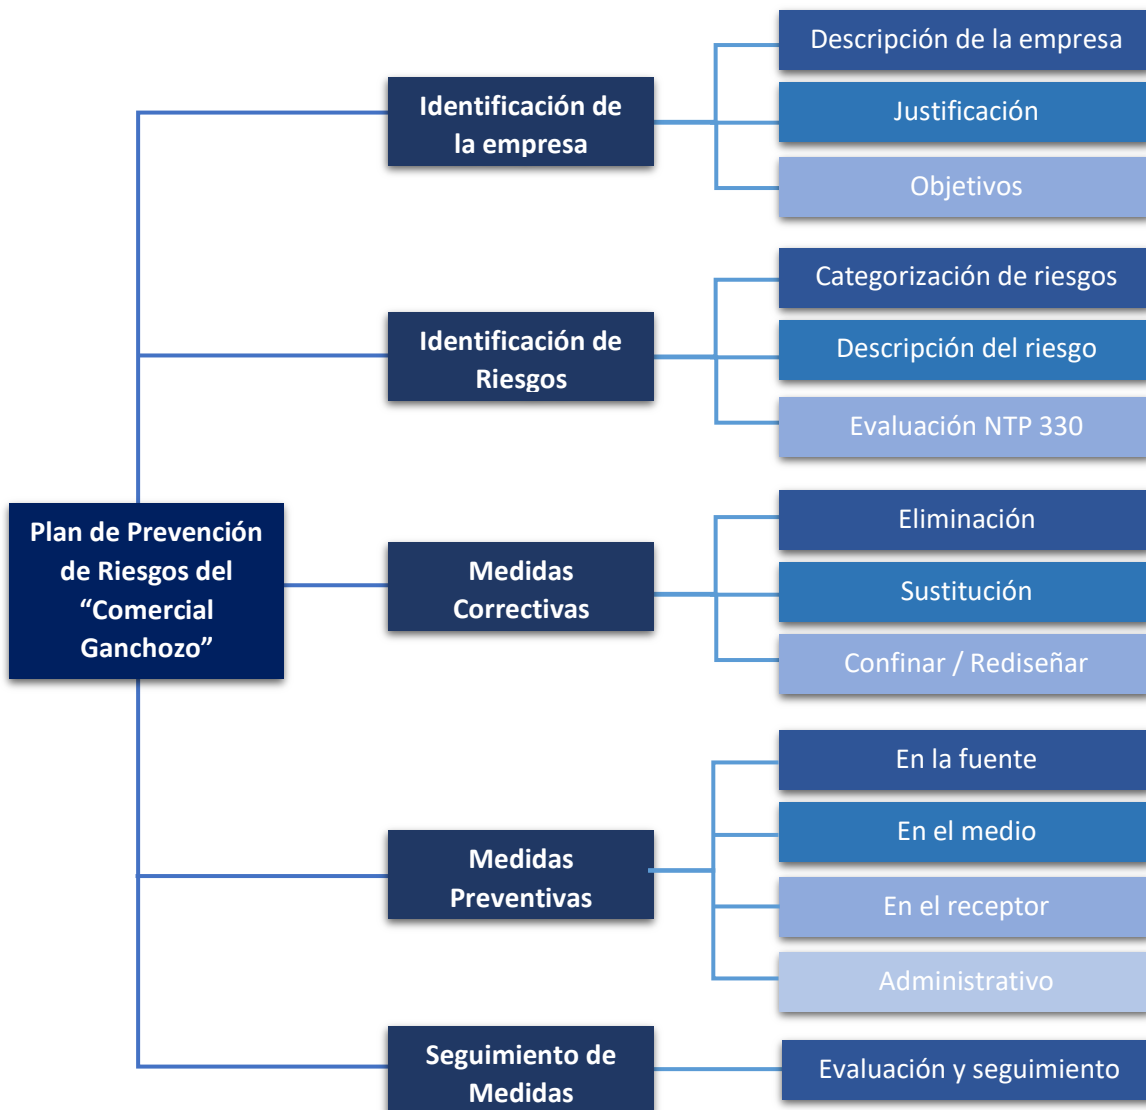 Plan de Prevención
de Riesgos del
“Comercial
Ganchozo”
Identificación de
la empresa
Descripción de la empresa
Justificación
Objetivos
Identificación de
Riesgos
Categorización de riesgos
Descripción del riesgo
Evaluación NTP 330
Medidas
Correctivas
Eliminación
Sustitución
Confinar / Rediseñar
Medidas
Preventivas
En la fuente
En el medio
En el receptor
Administrativo
Seguimiento de
Medidas
Evaluación y seguimiento